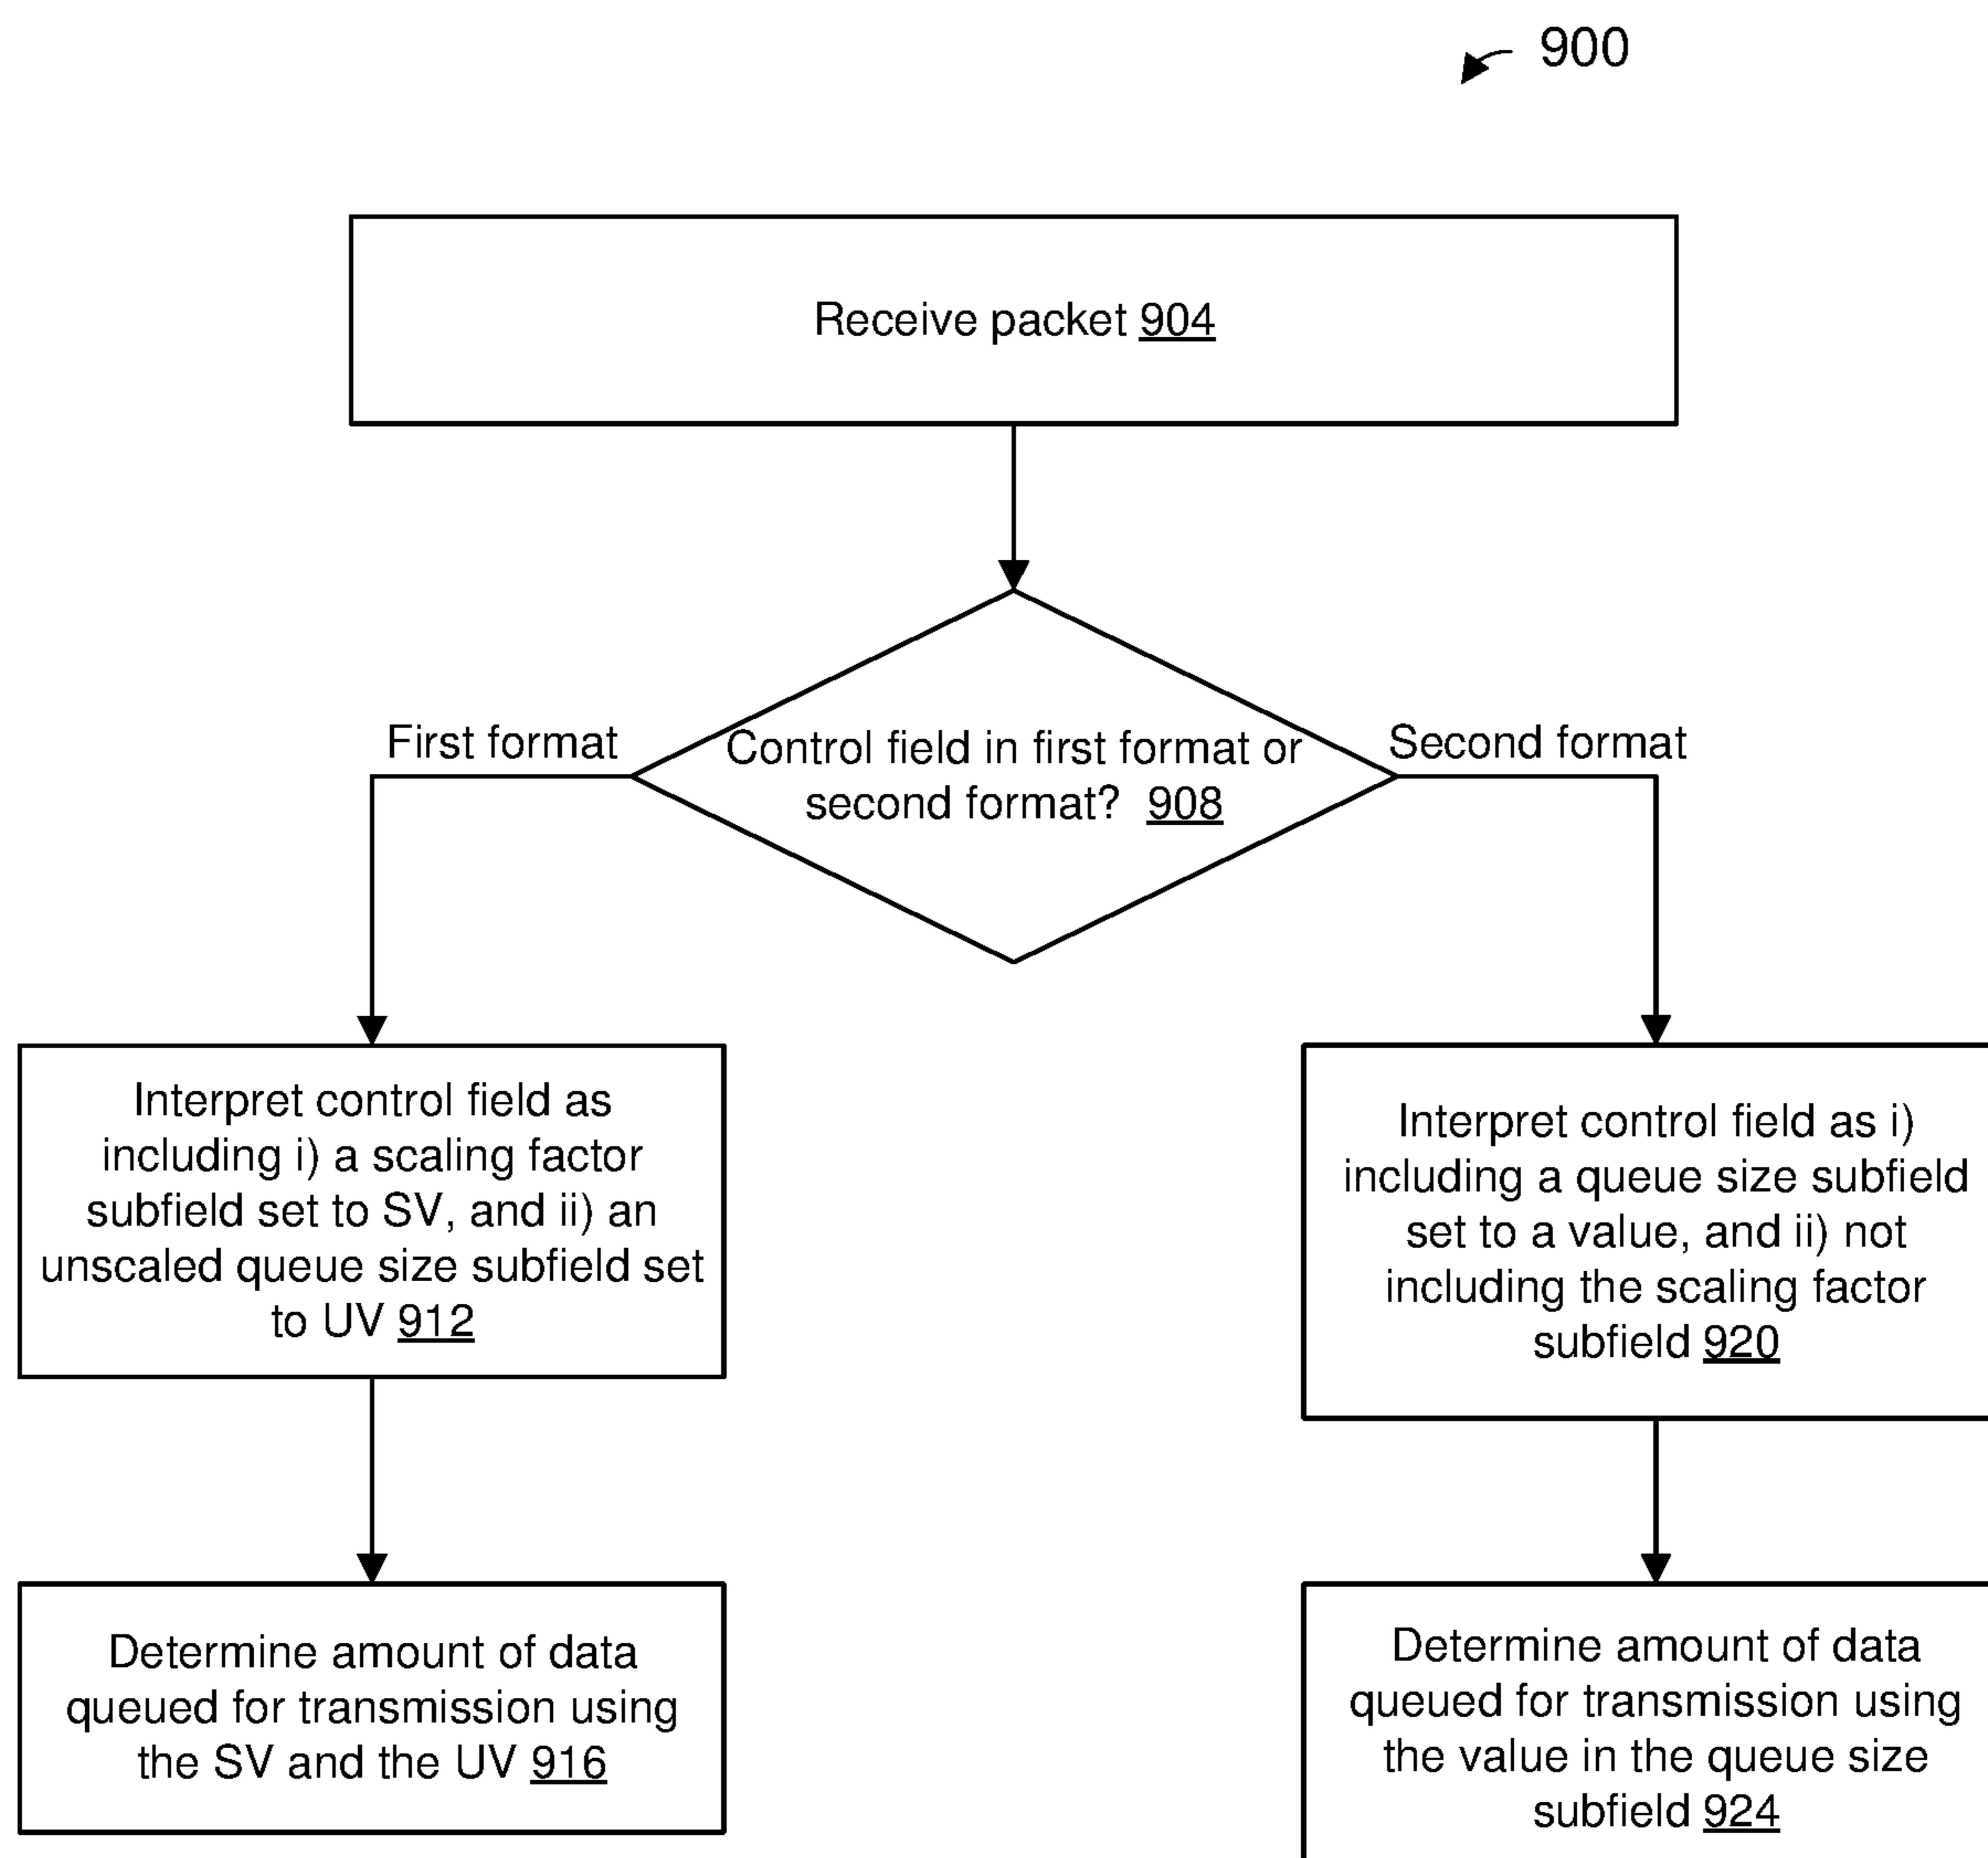 900
Receive packet 904
First format
Control field in first format or
second format? 908
Second format
Interpret control field as
including i) a scaling factor
subfield set to SV, and ii) an
unscaled queue size subfield set
to UV 912
Interpret control field as i)
including a queue size subfield
set to a value, and ii) not
including the scaling factor
subfield 920
Determine amount of data
queued for transmission using
the SV and the UV 916
Determine amount of data
queued for transmission using
the value in the queue size
subfield 924